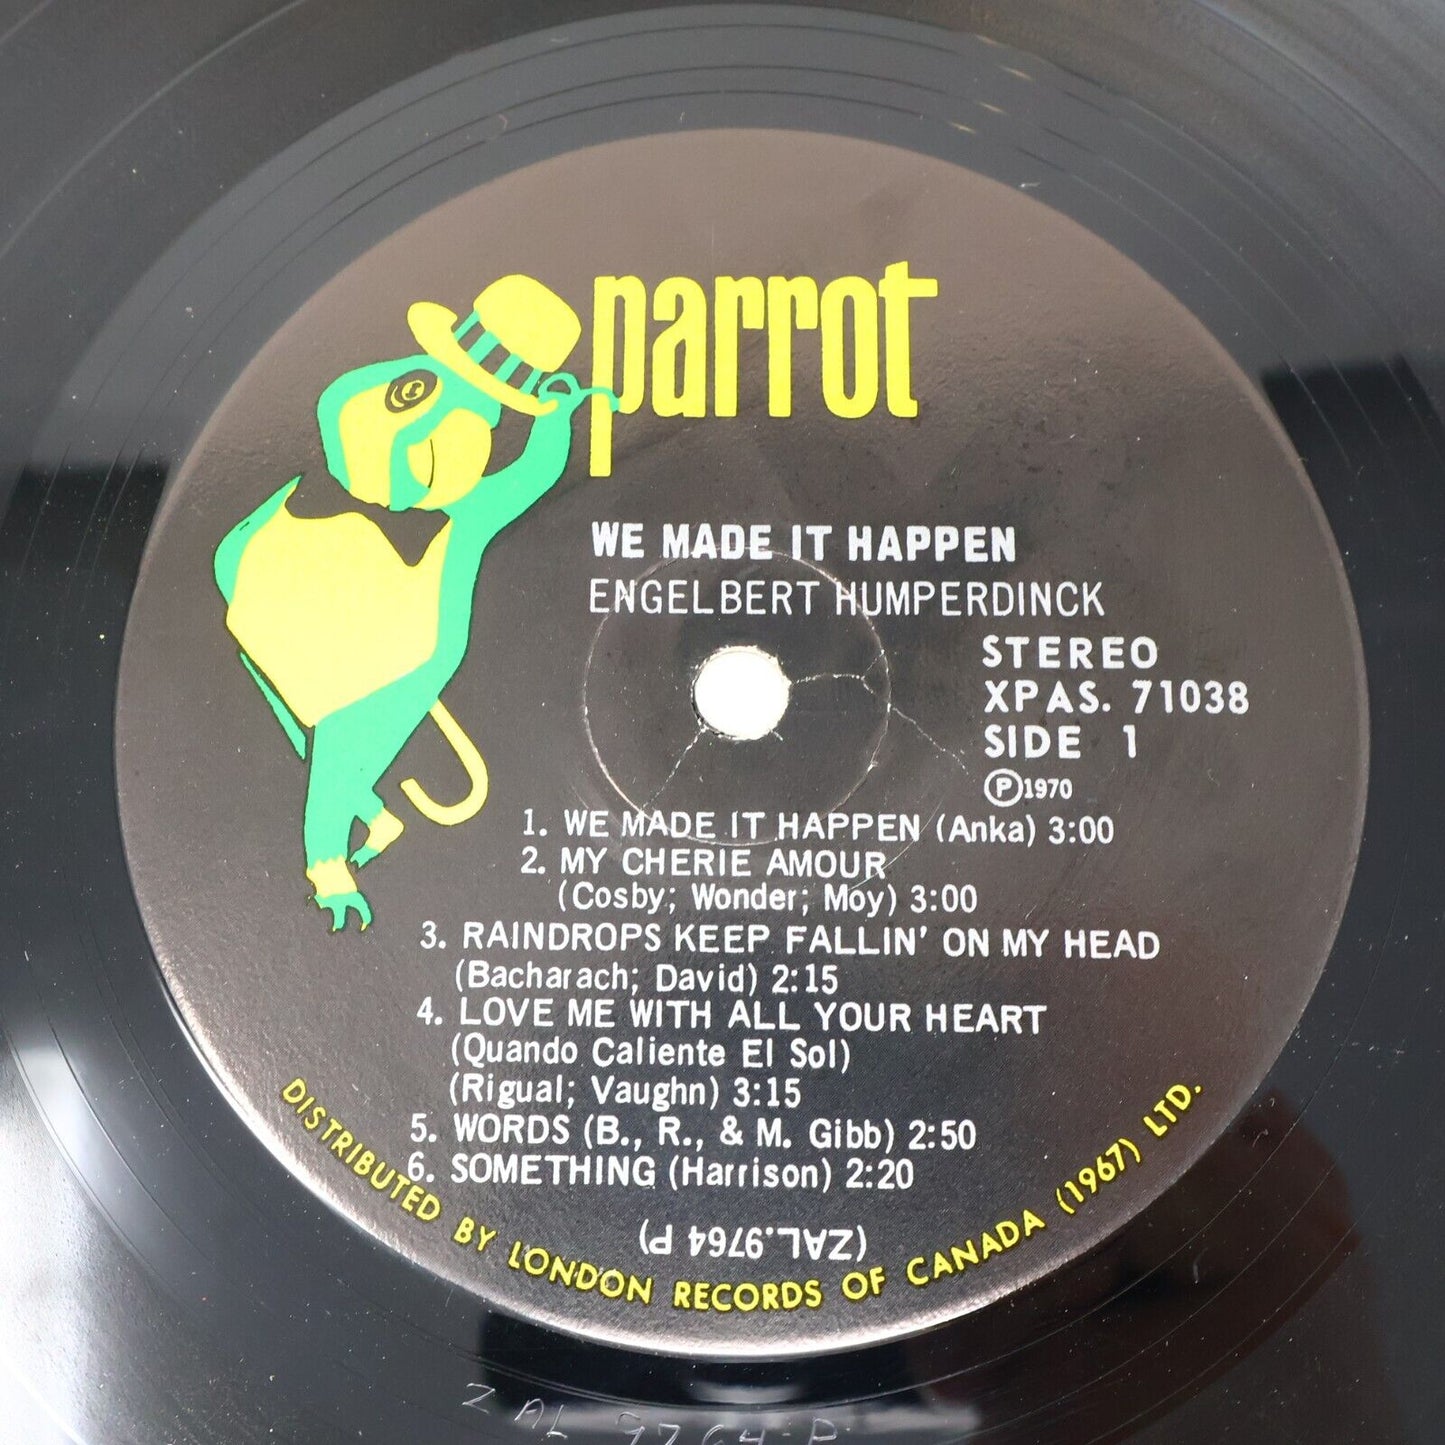 parrot
WE MADE IT HAPPEN
ENGELBERT HUMPERDINCK
STEREO
XPAS. 71038
SIDE 1
Ⓟ1970
1. WE MADE IT HAPPEN (Anka) 3:00
2. MY CHERIE AMOUR
(Cosby; Wonder; Moy) 3:00
3. RAINDROPS KEEP FALLIN' ON MY HEAD
(Bacharach; David) 2:15
4. LOVE ME WITH ALL YOUR HEART
(Quando Caliente El Sol)
(Rigual; Vaughn) 3:15
5. WORDS (B., R., & M. Gibb) 2:50
6. SOMETHING (Harrison) 2:20
(ZAL.9764 P)
DISTRIBUTED BY LONDON RECORDS OF CANADA (1967) LTD.
ZAL 9764 P